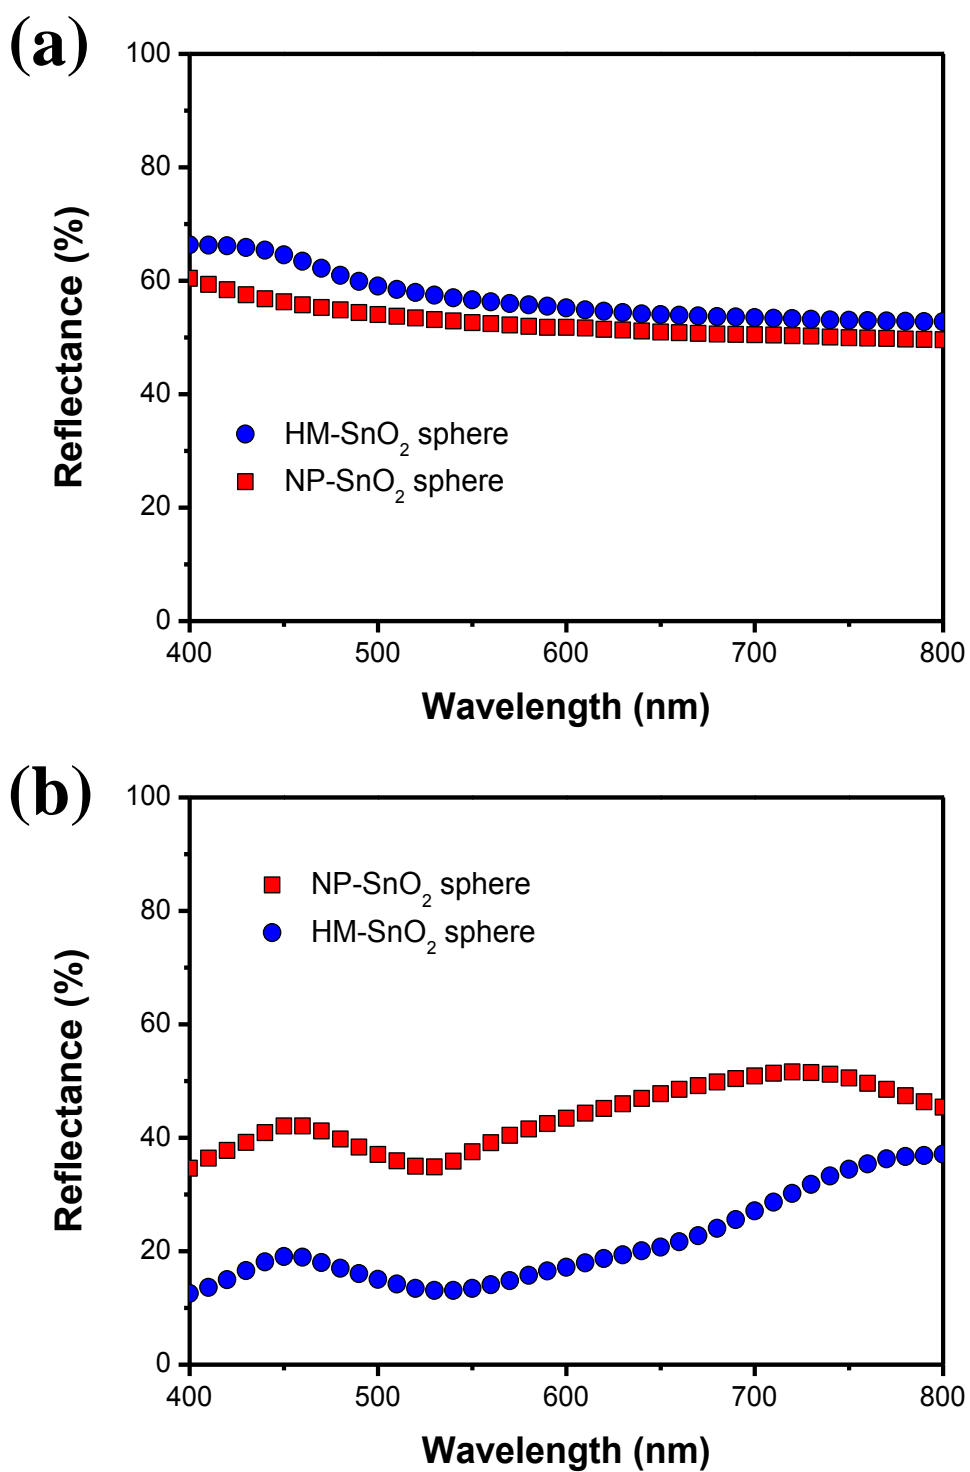 (a)
100
80
60
40
20
0
Reflectance (%)
HM-SnO₂ sphere
NP-SnO₂ sphere
400 500 600 700 800
Wavelength (nm)
(b)
100
80
60
40
20
0
Reflectance (%)
NP-SnO₂ sphere
HM-SnO₂ sphere
400 500 600 700 800
Wavelength (nm)